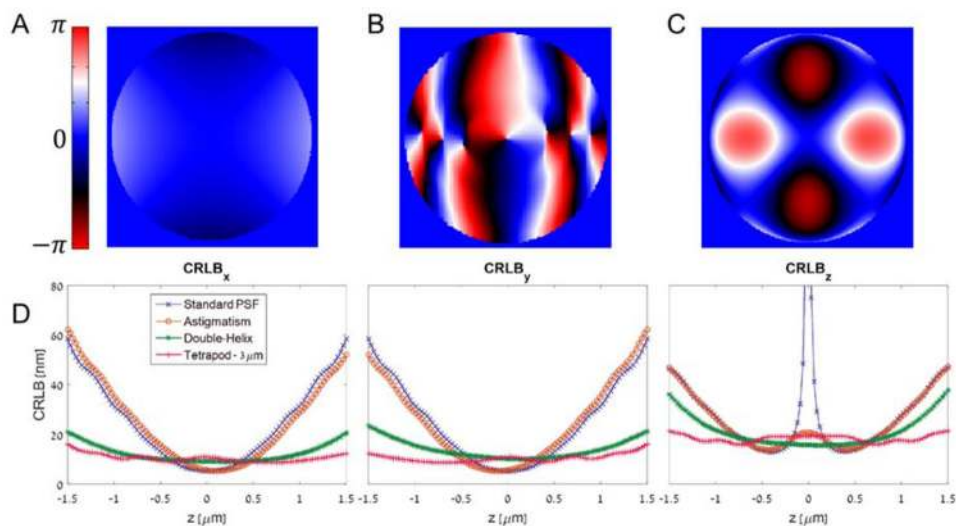 A
B
C
π
0
−π
CRLBx
CRLBy
CRLBz
D
80
60
40
20
0
CRLB [nm]
Standard PSF
Astigmatism
Double-Helix
Tetrapod - 3 μm
-1.5 -1 -0.5 0 0.5 1 1.5
-1.5 -1 -0.5 0 0.5 1 1.5
-1.5 -1 -0.5 0 0.5 1 1.5
z [μm]
z [μm]
z [μm]